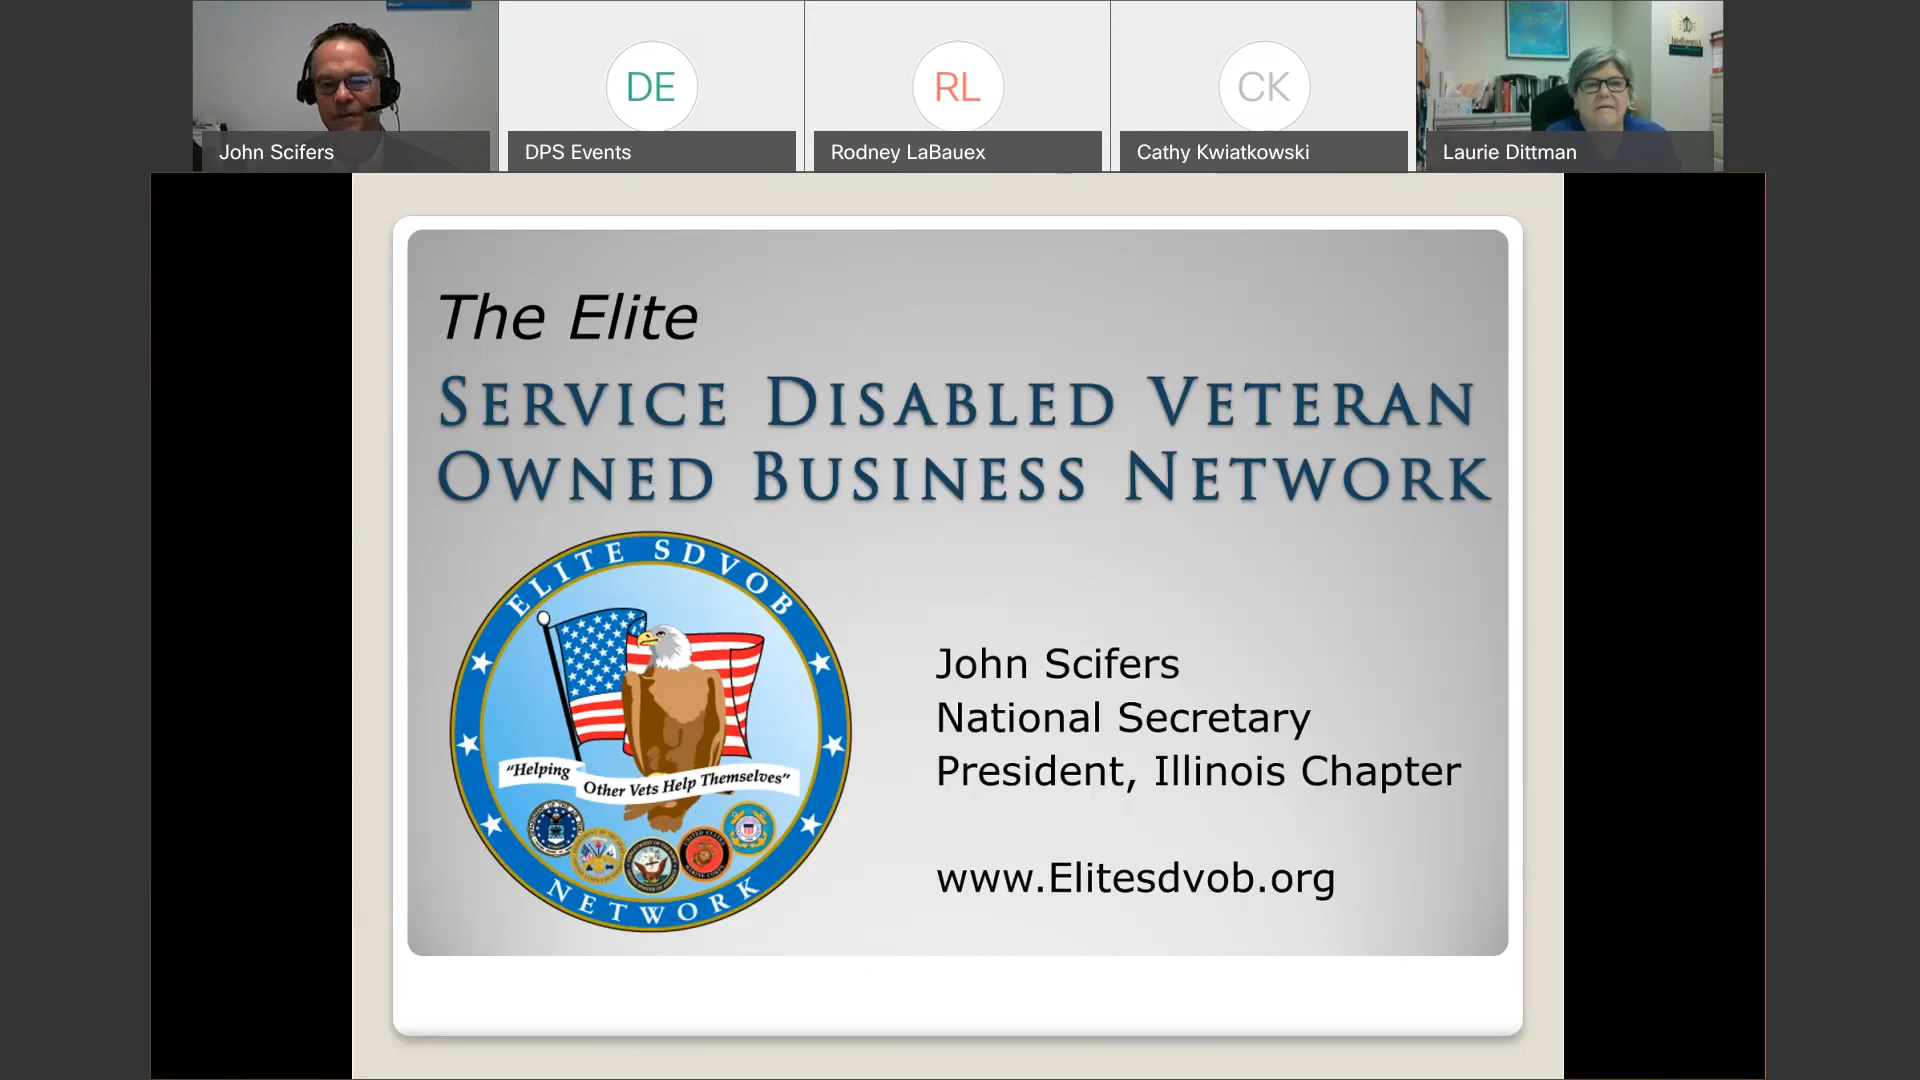 DE
RL
CK
John Scifers
DPS Events
Rodney LaBauex
Cathy Kwiatkowski
Laurie Dittman
The Elite
SERVICE DISABLED VETERAN
OWNED BUSINESS NETWORK
ELITE SDVOB
"Helping
Other Vets Help Themselves"
NETWORK
John Scifers
National Secretary
President, Illinois Chapter
www.Elitesdvob.org